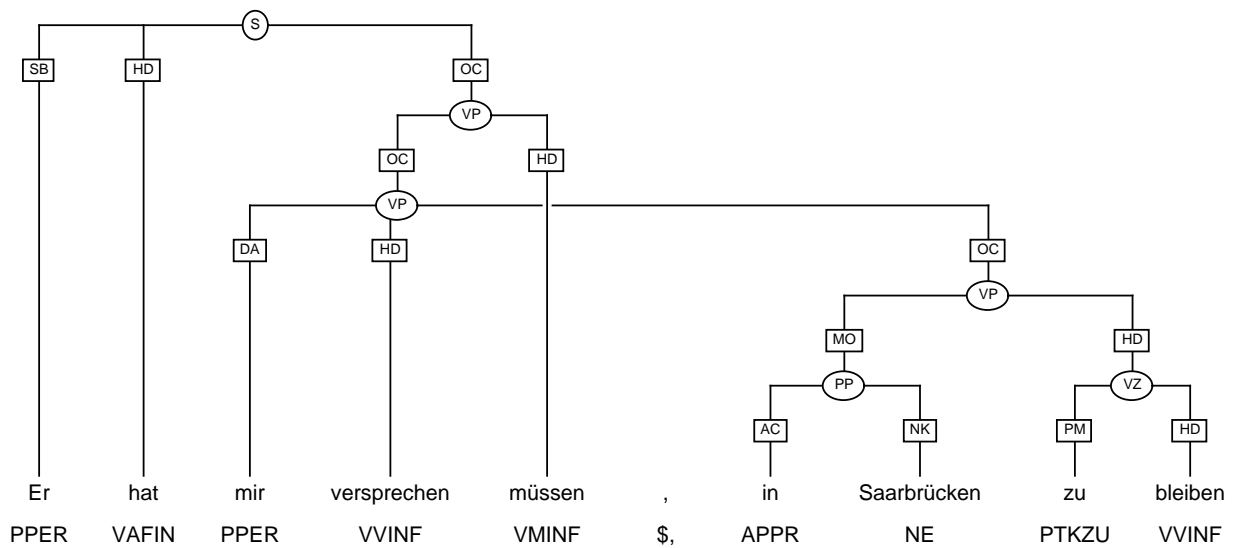 S
SB HD OC
VP
OC HD
VP
DA HD OC
VP
MO HD
PP VZ
AC NK PM HD
Er hat mir versprechen müssen , in Saarbrücken zu bleiben
PPER VAFIN PPER VVINF VMINF $, APPR NE PTKZU VVINF